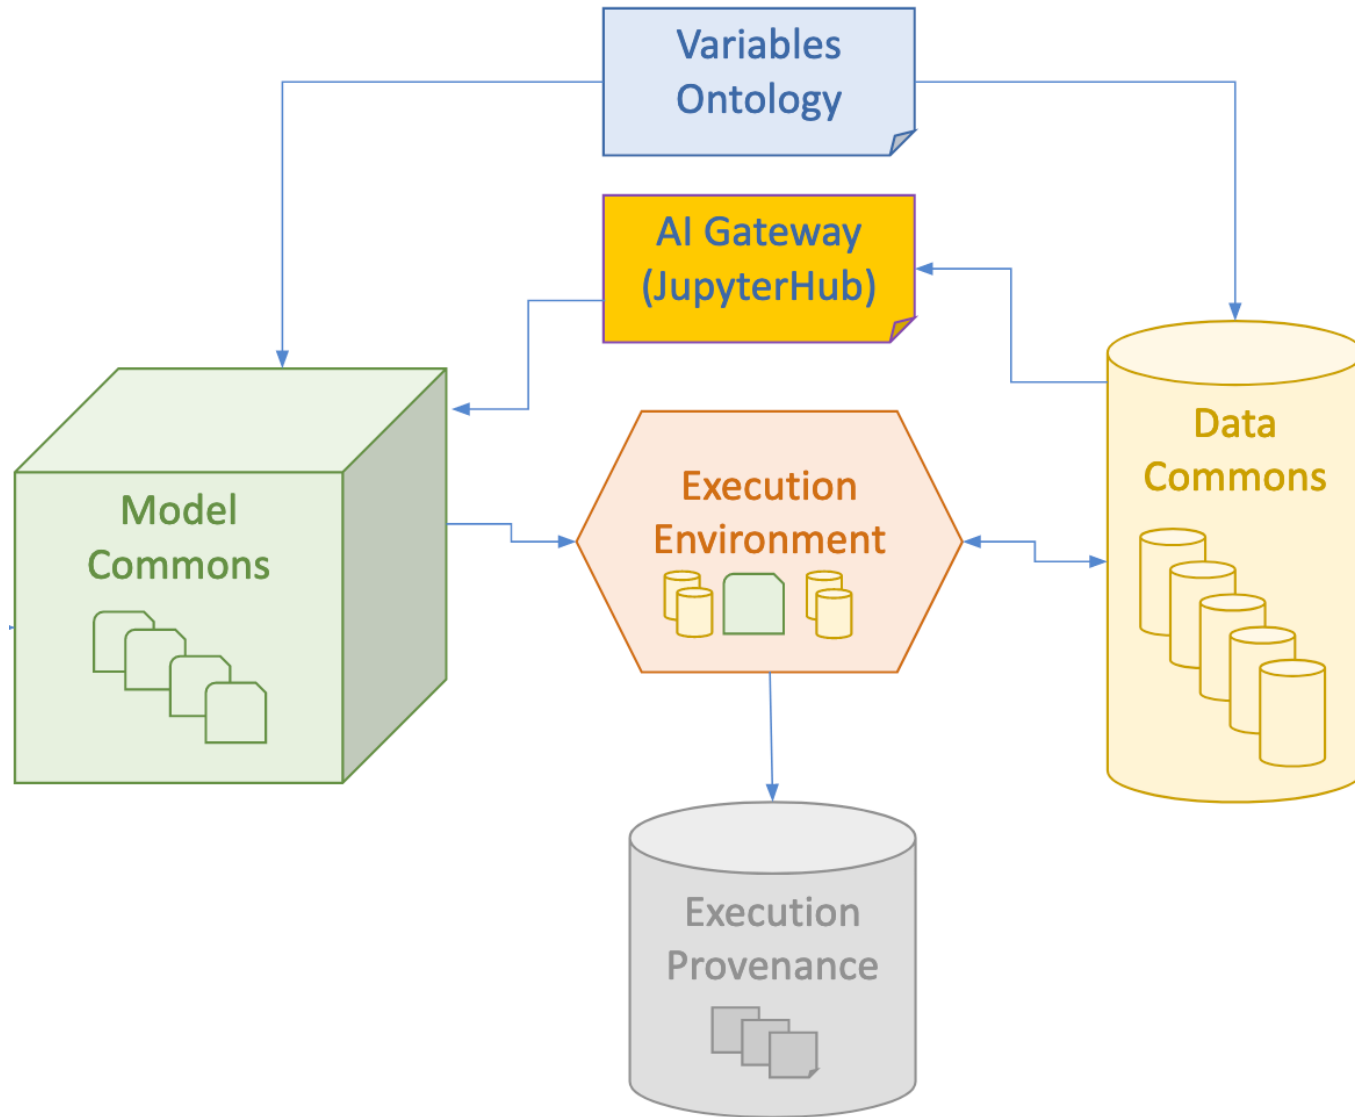 Variables
Ontology
AI Gateway
(JupyterHub)
Model
Commons
Execution
Environment
Data
Commons
Execution
Provenance